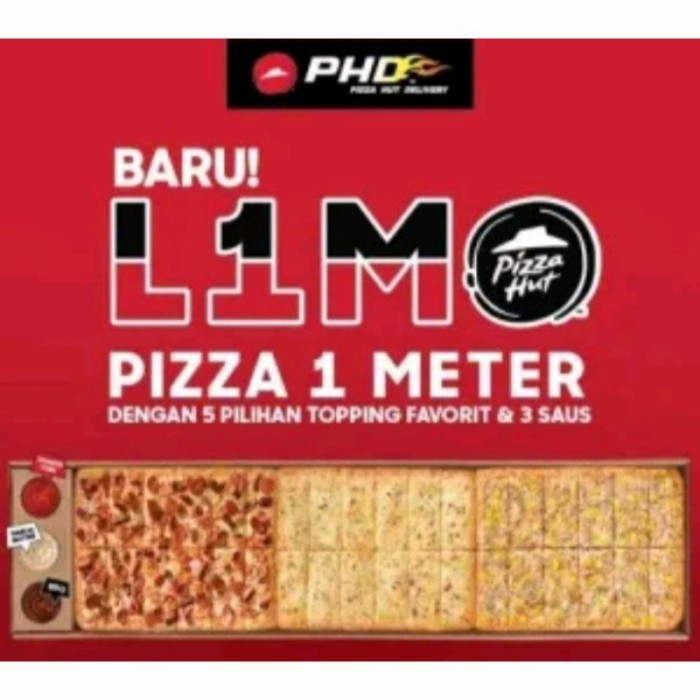 PHD
PIZZA HUT DELIVERY
BARU!
L1MO
Pizza
Hut
PIZZA 1 METER
DENGAN 5 PILIHAN TOPPING FAVORIT & 3 SAUS